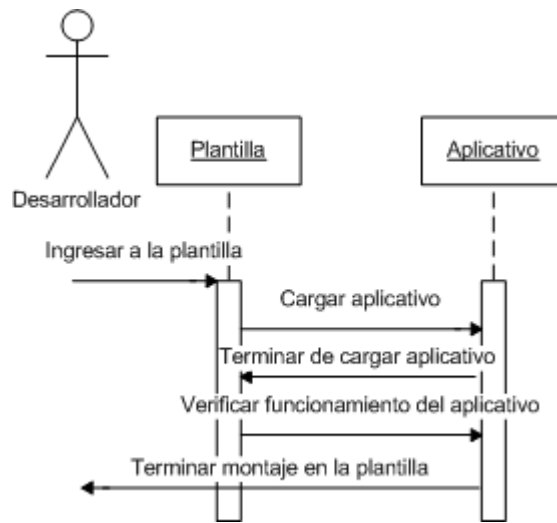 Plantilla
Aplicativo
Desarrollador
Ingresar a la plantilla
Cargar aplicativo
Terminar de cargar aplicativo
Verificar funcionamiento del aplicativo
Terminar montaje en la plantilla